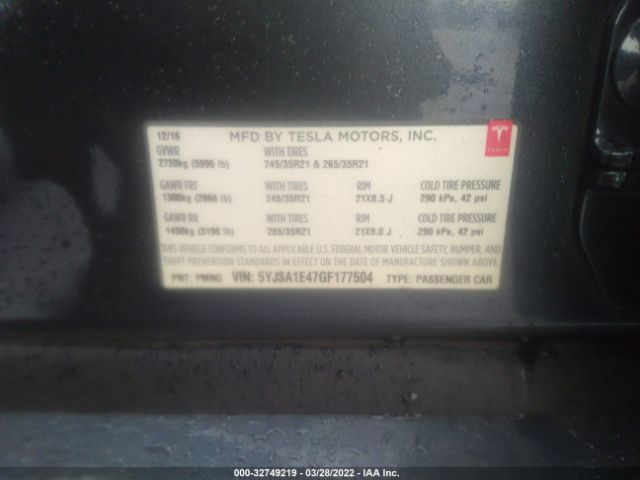 12/16 MFD BY TESLA MOTORS, INC.
GVWR WITH TIRES
2720kg (5996 lb) 245/35R21 & 265/35R21
TESLA
GAWR FRT WITH TIRES RIM COLD TIRE PRESSURE
1300kg (2866 lb) 245/35R21 21X8.5 J 290 kPa, 42 psi
GAWR RR WITH TIRES RIM COLD TIRE PRESSURE
1450kg (3196 lb) 265/35R21 21X9.0 J 290 kPa, 42 psi
THIS VEHICLE CONFORMS TO ALL APPLICABLE U.S. FEDERAL MOTOR VEHICLE SAFETY, BUMPER, AND
THEFT PREVENTION STANDARDS IN EFFECT ON THE DATE OF MANUFACTURE SHOWN ABOVE.
PNT: PMNG VIN: 5YJSA1E47GF177504 TYPE: PASSENGER CAR
000-32749219 - 03/28/2022 - IAA Inc.